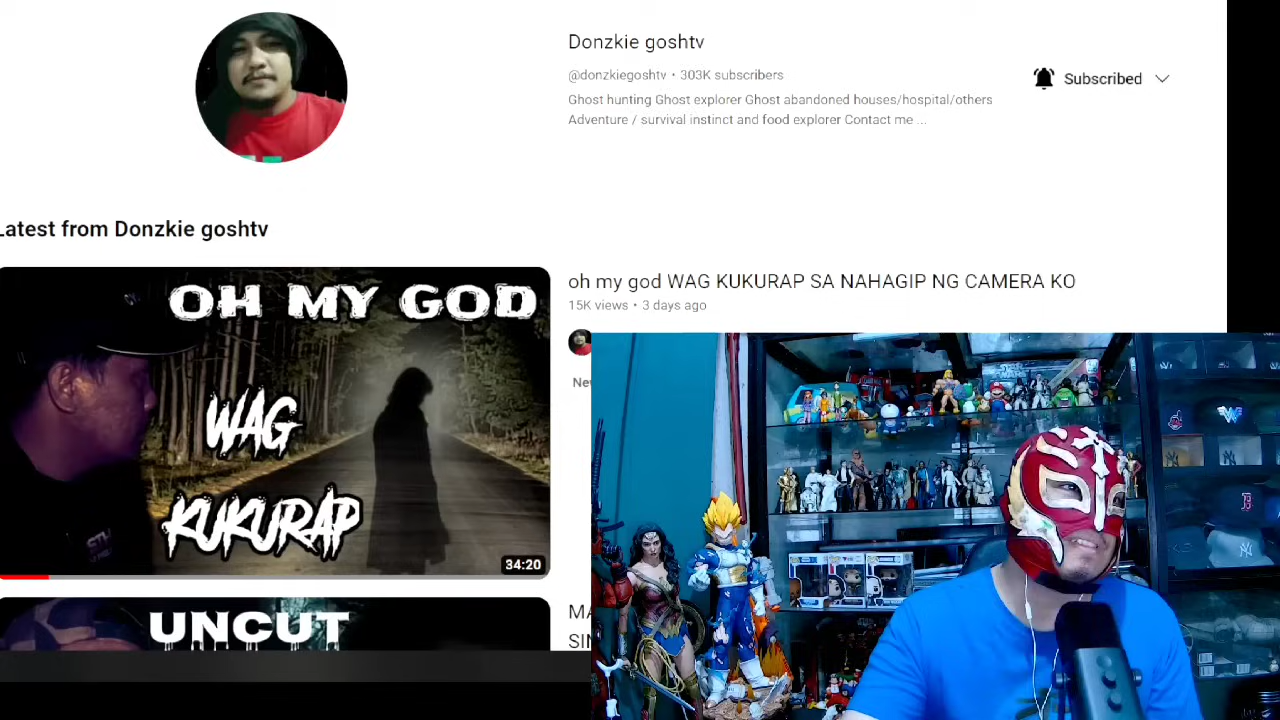 Donzkie goshtv
@donzkiegoshtv • 303K subscribers
Subscribed
Ghost hunting Ghost explorer Ghost abandoned houses/hospital/others
Adventure / survival instinct and food explorer Contact me ...
Latest from Donzkie goshtv
OH MY GOD
WAG
KUKURAP
34:20
oh my god WAG KUKURAP SA NAHAGIP NG CAMERA KO
15K views • 3 days ago
UNCUT